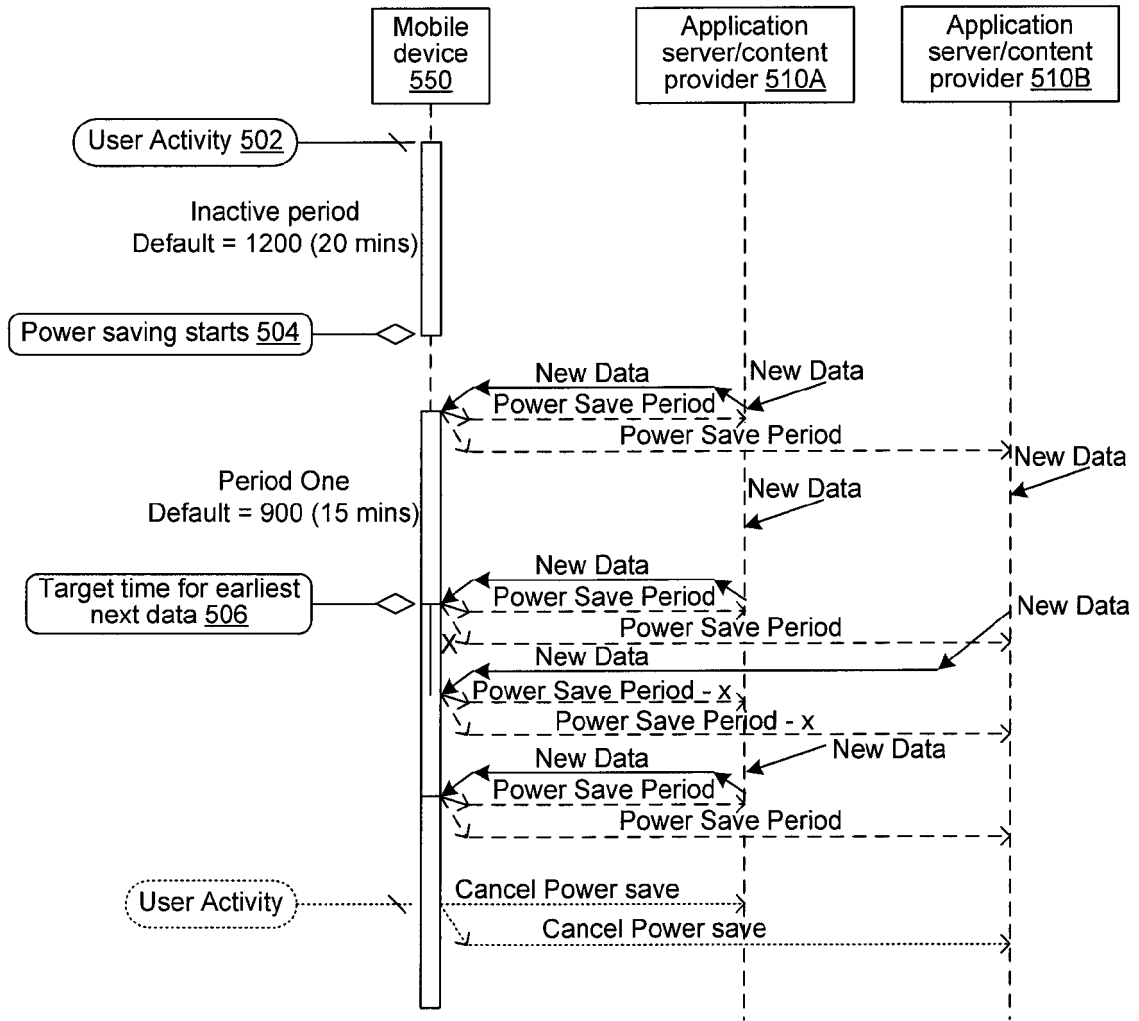 Mobile
device
550
Application
server/content
provider 510A
Application
server/content
provider 510B
User Activity 502
Inactive period
Default = 1200 (20 mins)
Power saving starts 504
New Data
New Data
Power Save Period
Power Save Period
New Data
Period One
Default = 900 (15 mins)
New Data
Target time for earliest
next data 506
New Data
Power Save Period
New Data
Power Save Period
X
New Data
Power Save Period - x
Power Save Period - x
New Data
New Data
Power Save Period
Power Save Period
User Activity
Cancel Power save
Cancel Power save